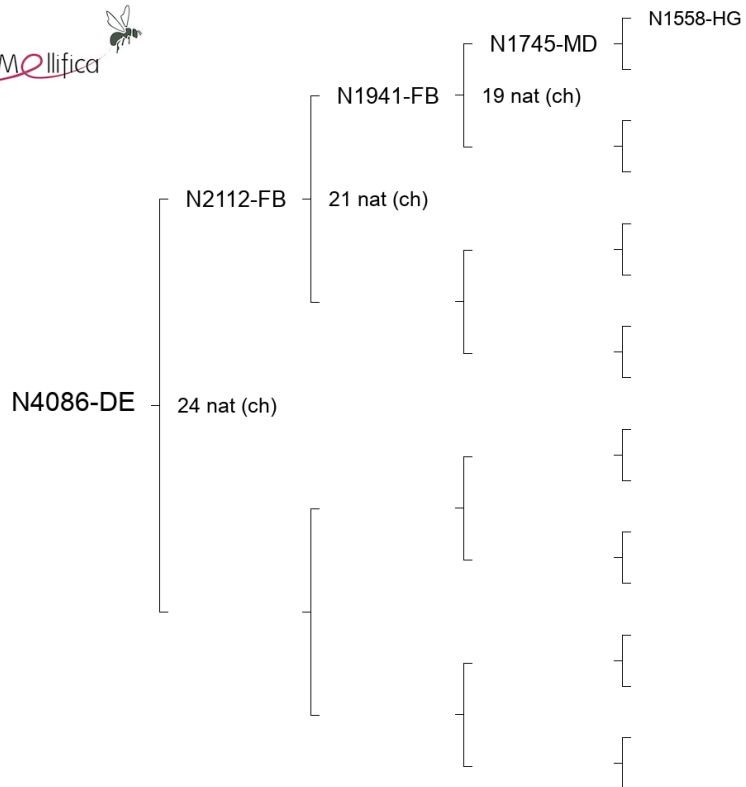 Mellifica
N1558-HG
N1745-MD
N1941-FB
19 nat (ch)
N2112-FB
21 nat (ch)
N4086-DE
24 nat (ch)